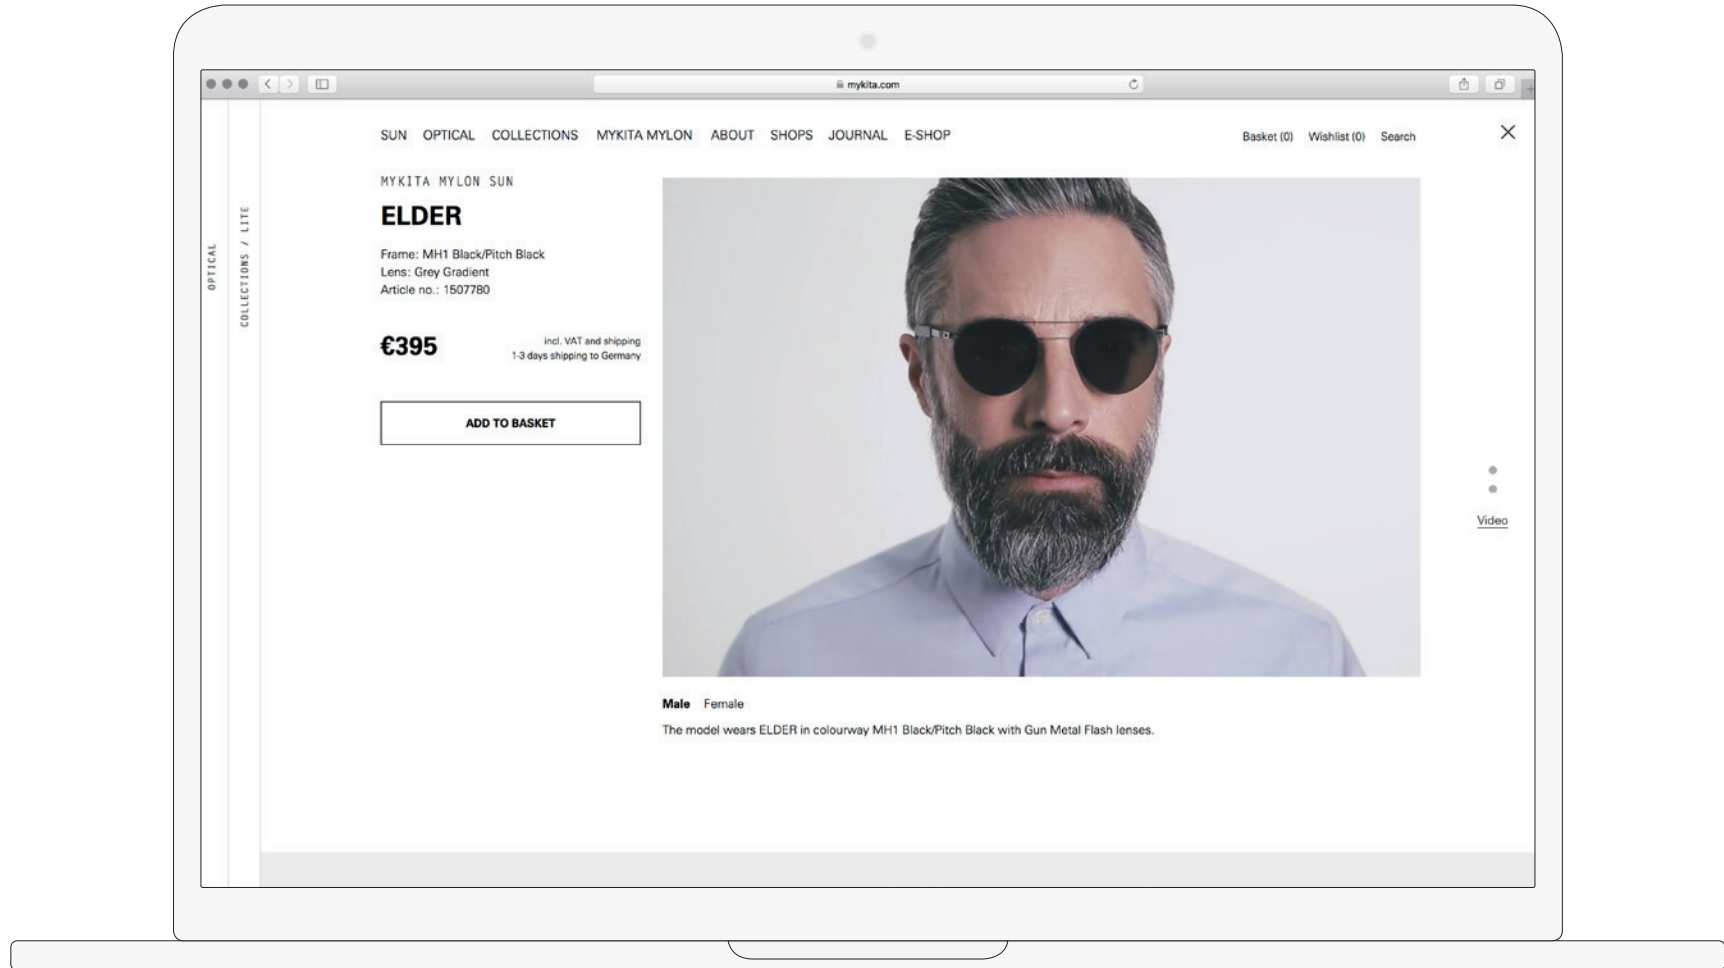 mykita.com
SUN OPTICAL COLLECTIONS MYKITA MYLON ABOUT SHOPS JOURNAL E-SHOP
Basket (0) Wishlist (0) Search
OPTICAL
COLLECTIONS / LITE
MYKITA MYLON SUN
ELDER
Frame: MH1 Black/Pitch Black
Lens: Grey Gradient
Article no.: 1507780
€395
incl. VAT and shipping
1-3 days shipping to Germany
ADD TO BASKET
Video
Male Female
The model wears ELDER in colourway MH1 Black/Pitch Black with Gun Metal Flash lenses.